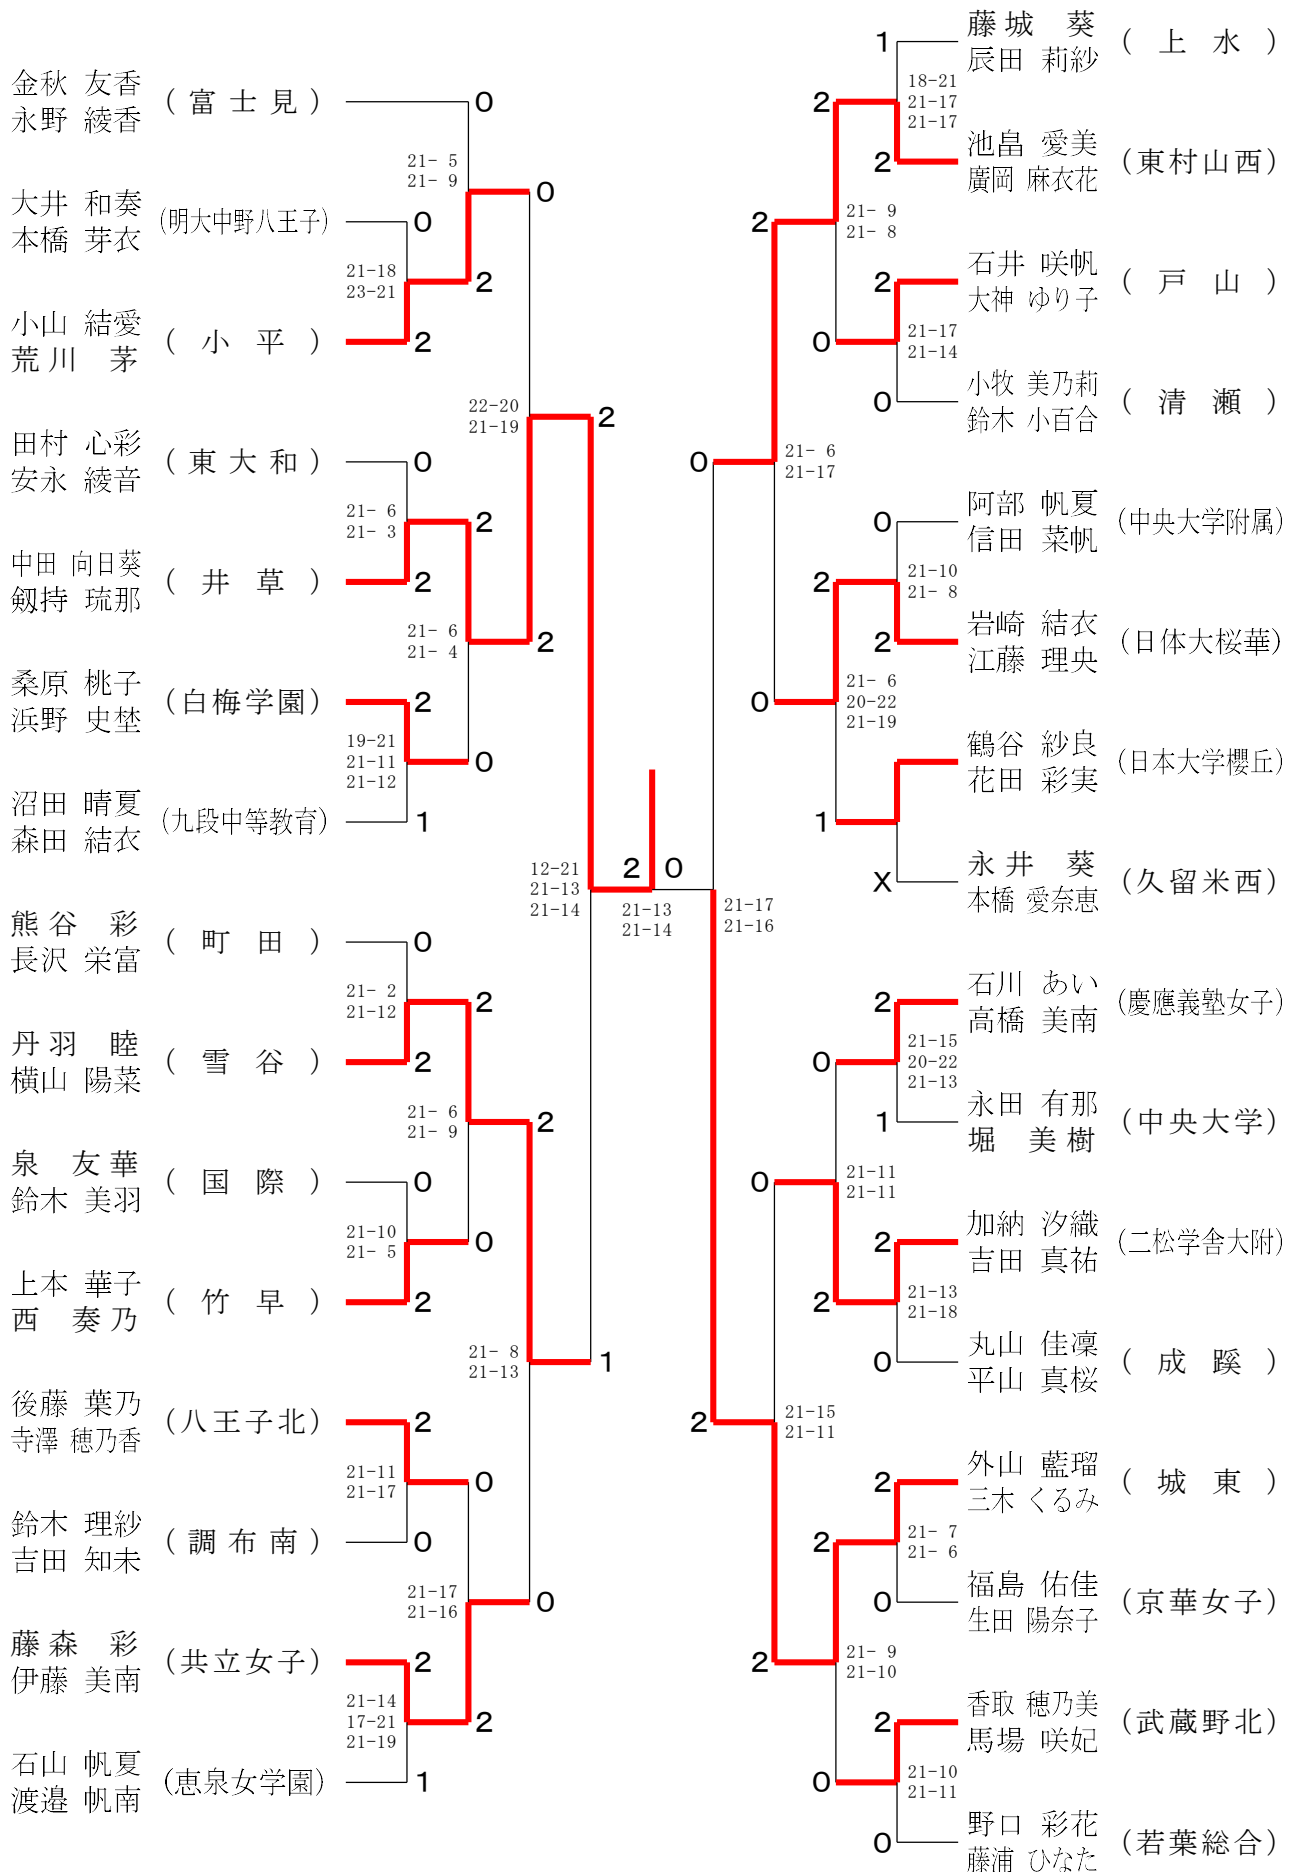 金秋 友香
永野 綾香
(富士見)
0
21- 5
21- 9
0
大井 和奏
本橋 芽衣
(明大中野八王子)
0
21-18
23-21
2
小山 結愛
荒川 茅
(小平)
2
22-20
21-19
2
田村 心彩
安永 綾音
(東大和)
0
21- 6
21- 3
2
中田 向日葵
剱持 琉那
(井草)
2
21- 6
21- 4
2
桑原 桃子
浜野 史埜
(白梅学園)
2
19-21
21-11
21-12
0
沼田 晴夏
森田 結衣
(九段中等教育)
1
12-21
21-13
21-14
2
0
21-13
21-14
熊谷 彩
長沢 栄富
(町田)
0
21- 2
21-12
2
丹羽 睦
横山 陽菜
(雪谷)
2
21- 6
21- 9
2
泉 友華
鈴木 美羽
(国際)
0
21-10
21- 5
0
上本 華子
西 奏乃
(竹早)
2
21- 8
21-13
1
後藤 葉乃
寺澤 穂乃香
(八王子北)
2
21-11
21-17
0
鈴木 理紗
吉田 知未
(調布南)
0
21-17
21-16
0
藤森 彩
伊藤 美南
(共立女子)
2
21-14
17-21
21-19
2
石山 帆夏
渡邉 帆南
(恵泉女学園)
1
藤城 葵
辰田 莉紗
(上水)
1
18-21
21-17
21-17
2
池畠 愛美
廣岡 麻衣花
(東村山西)
2
21- 9
21- 8
2
石井 咲帆
大神 ゆり子
(戸山)
2
21-17
21-14
0
小牧 美乃莉
鈴木 小百合
(清瀬)
0
21- 6
21-17
0
阿部 帆夏
信田 菜帆
(中央大学附属)
0
21-10
21- 8
2
岩崎 結衣
江藤 理央
(日体大桜華)
2
21- 6
20-22
21-19
0
鶴谷 紗良
花田 彩実
(日本大学櫻丘)
1
永井 葵
本橋 愛奈恵
(久留米西)
X
21-17
21-16
石川 あい
高橋 美南
(慶應義塾女子)
2
21-15
20-22
21-13
0
永田 有那
堀 美樹
(中央大学)
1
21-11
21-11
0
加納 汐織
吉田 真祐
(二松学舎大附)
2
21-13
21-18
2
丸山 佳凜
平山 真桜
(成蹊)
0
21-15
21-11
2
外山 藍瑠
三木 くるみ
(城東)
2
21- 7
21- 6
2
福島 佑佳
生田 陽奈子
(京華女子)
0
21- 9
21-10
2
香取 穂乃美
馬場 咲妃
(武蔵野北)
2
21-10
21-11
0
野口 彩花
藤浦 ひなた
(若葉総合)
0